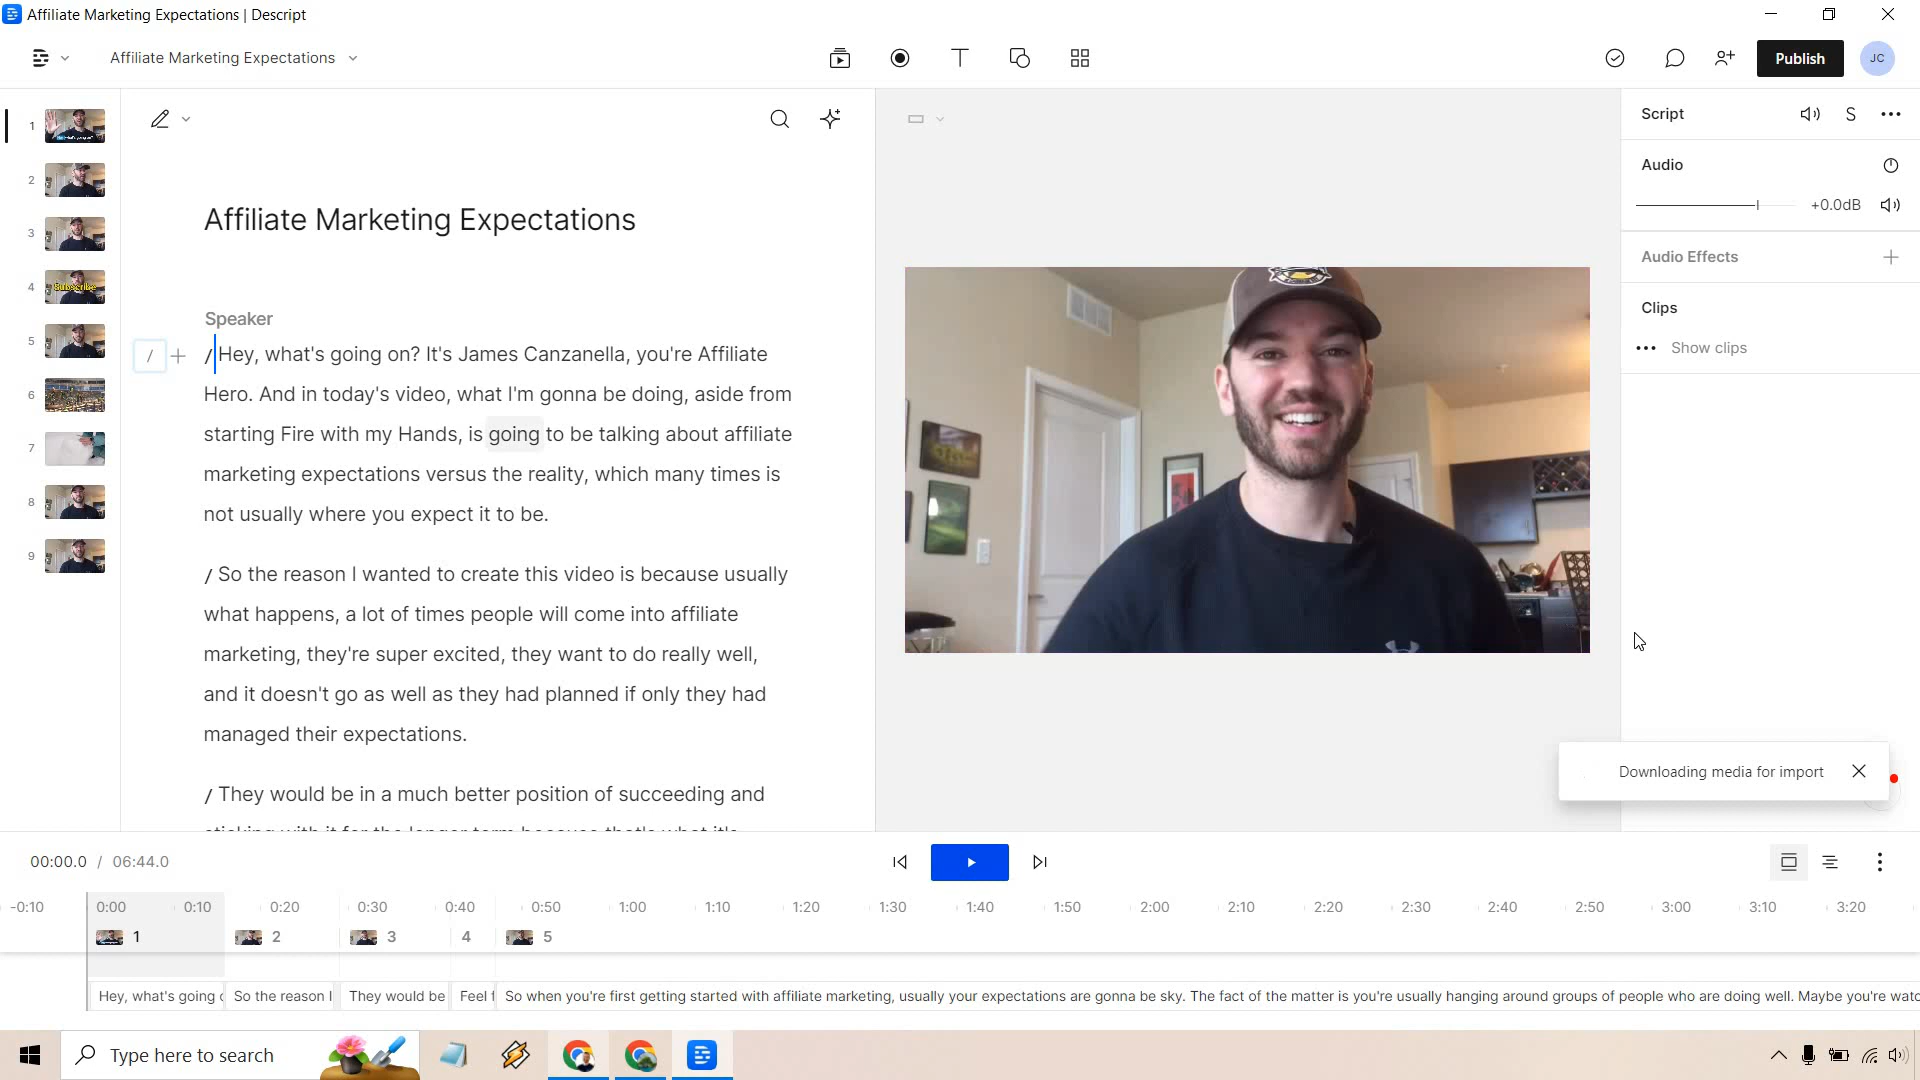 Affiliate Marketing Expectations | Descript
Affiliate Marketing Expectations
Publish
JC
1
2
3
4
Subscribe
5
6
7
8
9
Affiliate Marketing Expectations
Speaker
/ / Hey, what's going on? It's James Canzanella, you're Affiliate
Hero. And in today's video, what I'm gonna be doing, aside from
starting Fire with my Hands, is going to be talking about affiliate
marketing expectations versus the reality, which many times is
not usually where you expect it to be.
/ So the reason I wanted to create this video is because usually
what happens, a lot of times people will come into affiliate
marketing, they're super excited, they want to do really well,
and it doesn't go as well as they had planned if only they had
managed their expectations.
/ They would be in a much better position of succeeding and
Script S
Audio
+0.0dB
Audio Effects
Clips
Show clips
Downloading media for import
00:00.0 / 06:44.0
-0:10 0:00 0:10 0:20 0:30 0:40 0:50 1:00 1:10 1:20 1:30 1:40 1:50 2:00 2:10 2:20 2:30 2:40 2:50 3:00 3:10 3:20
1 2 3 4 5
Hey, what's going So the reason I They would be Feel So when you're first getting started with affiliate marketing, usually your expectations are gonna be sky. The fact of the matter is you're usually hanging around groups of people who are doing well. Maybe you're
Type here to search